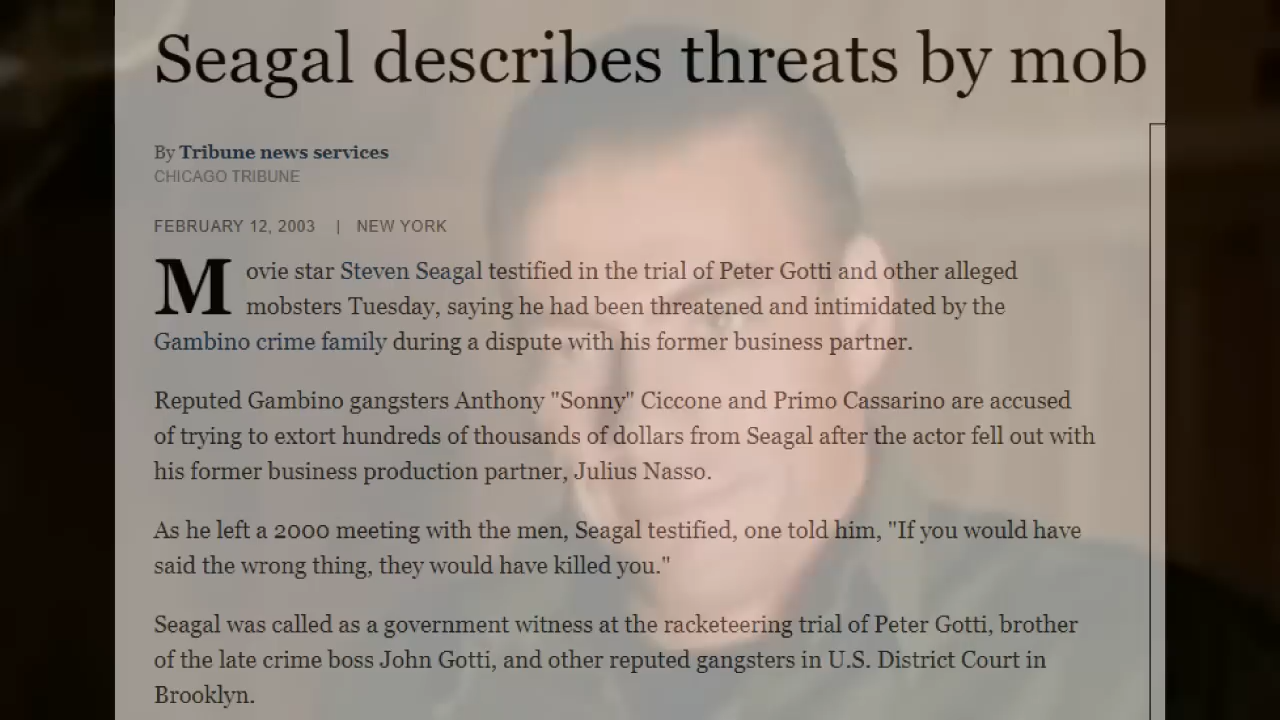 Seagal describes threats by mob
By Tribune news services
CHICAGO TRIBUNE
FEBRUARY 12, 2003 | NEW YORK
Movie star Steven Seagal testified in the trial of Peter Gotti and other alleged
mobsters Tuesday, saying he had been threatened and intimidated by the
Gambino crime family during a dispute with his former business partner.
Reputed Gambino gangsters Anthony "Sonny" Ciccone and Primo Cassarino are accused
of trying to extort hundreds of thousands of dollars from Seagal after the actor fell out with
his former business production partner, Julius Nasso.
As he left a 2000 meeting with the men, Seagal testified, one told him, "If you would have
said the wrong thing, they would have killed you."
Seagal was called as a government witness at the racketeering trial of Peter Gotti, brother
of the late crime boss John Gotti, and other reputed gangsters in U.S. District Court in
Brooklyn.